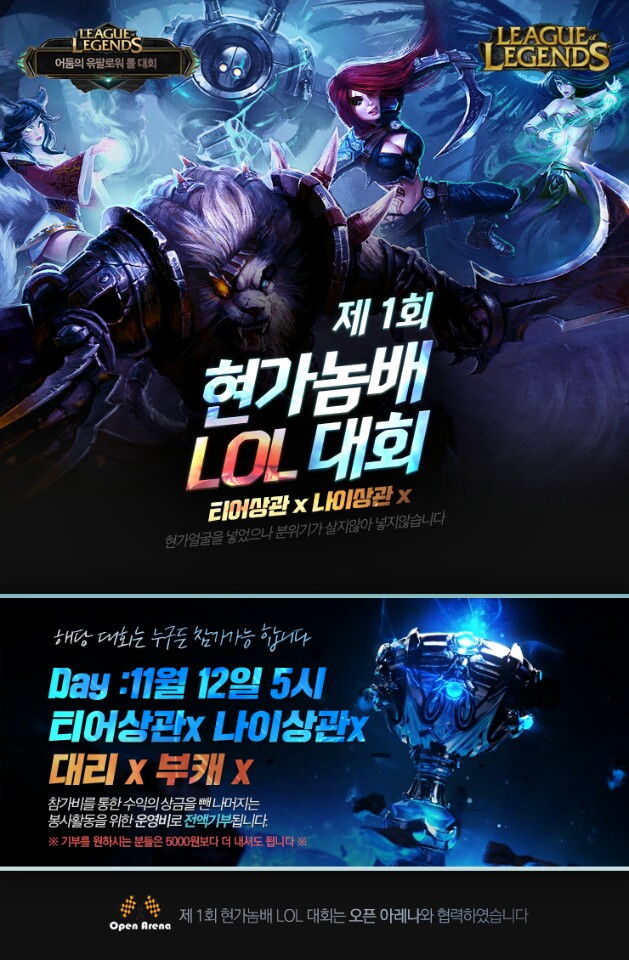 LEAGUE of LEGENDS
어둠의 유팔로워 롤 대회
LEAGUE of LEGENDS
제 1회
현가놈배
LOL 대회
티어상관 x 나이상관 x
현가얼굴을 넣었으나 분위기가 살지않아 넣지않습니다
해당 대회는 누구든 참가가능 합니다
Day :11월 12일 5시
티어상관x 나이상관x
대리 x 부캐 x
참가비를 통한 수익의 상금을 뺀 나머지는
봉사활동을 위한 운영비로 전액기부됩니다.
※ 기부를 원하시는 분들은 5000원보다 더 내셔도 됩니다 ※
Open Arena
제 1회 현가놈배 LOL 대회는 오픈 아레나와 협력하였습니다